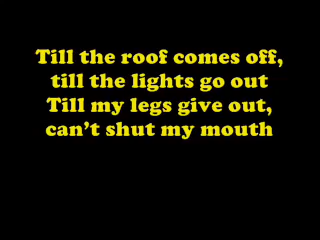 Till the roof comes off,
till the lights go out
Till my legs give out,
can't shut my mouth